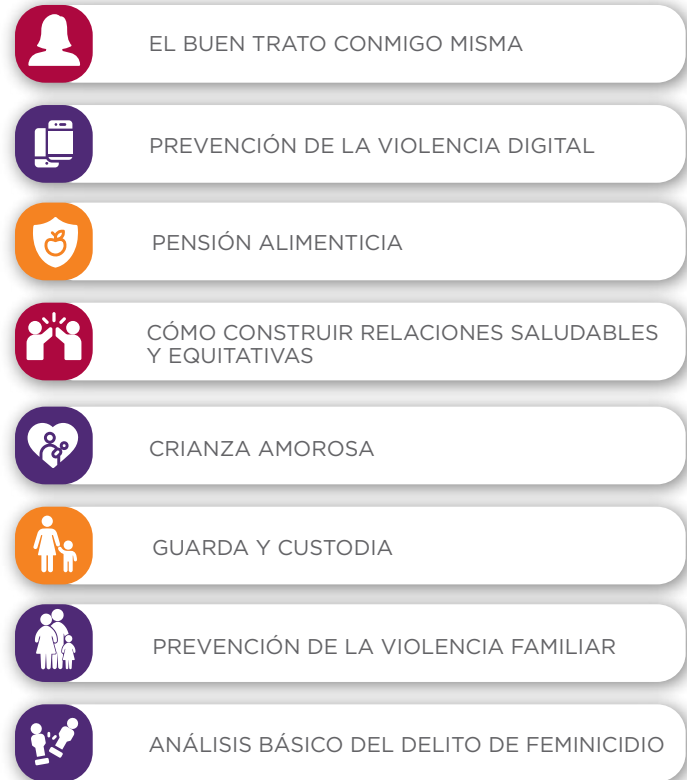 EL BUEN TRATO CONMIGO MISMA
PREVENCIÓN DE LA VIOLENCIA DIGITAL
PENSIÓN ALIMENTICIA
CÓMO CONSTRUIR RELACIONES SALUDABLES
Y EQUITATIVAS
CRIANZA AMOROSA
GUARDA Y CUSTODIA
PREVENCIÓN DE LA VIOLENCIA FAMILIAR
ANÁLISIS BÁSICO DEL DELITO DE FEMINICIDIO